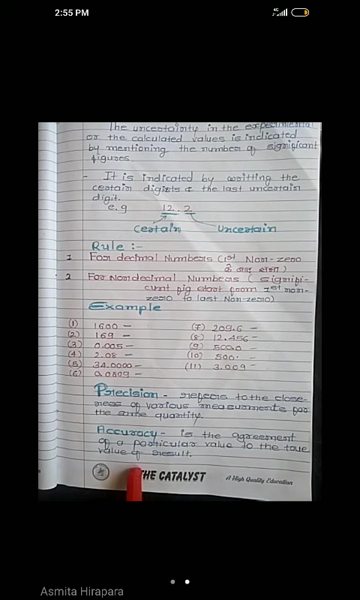 2:55 PM
The uncertainity in the experimental
or the calculated values is indicated
by mentioning the number of significant
figures.
- It is indicated by writting the
certain digits & the last uncertain
digit.
e.g 12.2
Certain Uncertain
Rule :-
1 For decimal Numbers (1st Non-zero
2 For Nondecimal Numbers (signifi-
cant fig start from 1st non-
zero to last Non-zero)
Example
(1) 1600 - (7) 209.6 -
(2) 169 - (8) 12.456 -
(3) 0.005 - (9) 500.0 -
(4) 2.08 - (10) 500. -
(5) 34.0000 - (11) 3.009 -
(6) 0.0809 -
Precision - refers to the close-
ness of various measurments for
the same quantity.
Accuracy - is the agreement
of a particular value to the true
value of result.
THE CATALYST A High Quality Education
Asmita Hirapara